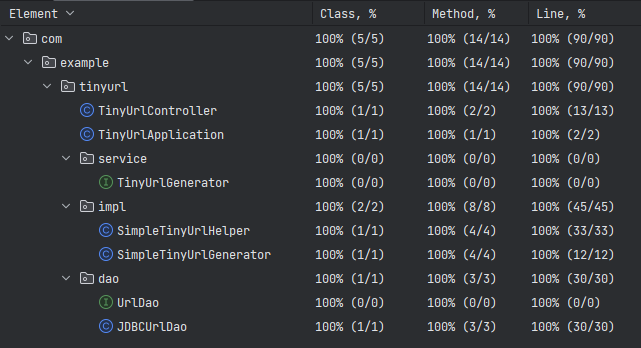 Element Class, % Method, % Line, %
com 100% (5/5) 100% (14/14) 100% (90/90)
example 100% (5/5) 100% (14/14) 100% (90/90)
tinyurl 100% (5/5) 100% (14/14) 100% (90/90)
C TinyUrlController 100% (1/1) 100% (2/2) 100% (13/13)
C TinyUrlApplication 100% (1/1) 100% (1/1) 100% (2/2)
service 100% (0/0) 100% (0/0) 100% (0/0)
I TinyUrlGenerator 100% (0/0) 100% (0/0) 100% (0/0)
impl 100% (2/2) 100% (8/8) 100% (45/45)
C SimpleTinyUrlHelper 100% (1/1) 100% (4/4) 100% (33/33)
C SimpleTinyUrlGenerator 100% (1/1) 100% (4/4) 100% (12/12)
dao 100% (1/1) 100% (3/3) 100% (30/30)
I UrlDao 100% (0/0) 100% (0/0) 100% (0/0)
C JDBCUrlDao 100% (1/1) 100% (3/3) 100% (30/30)